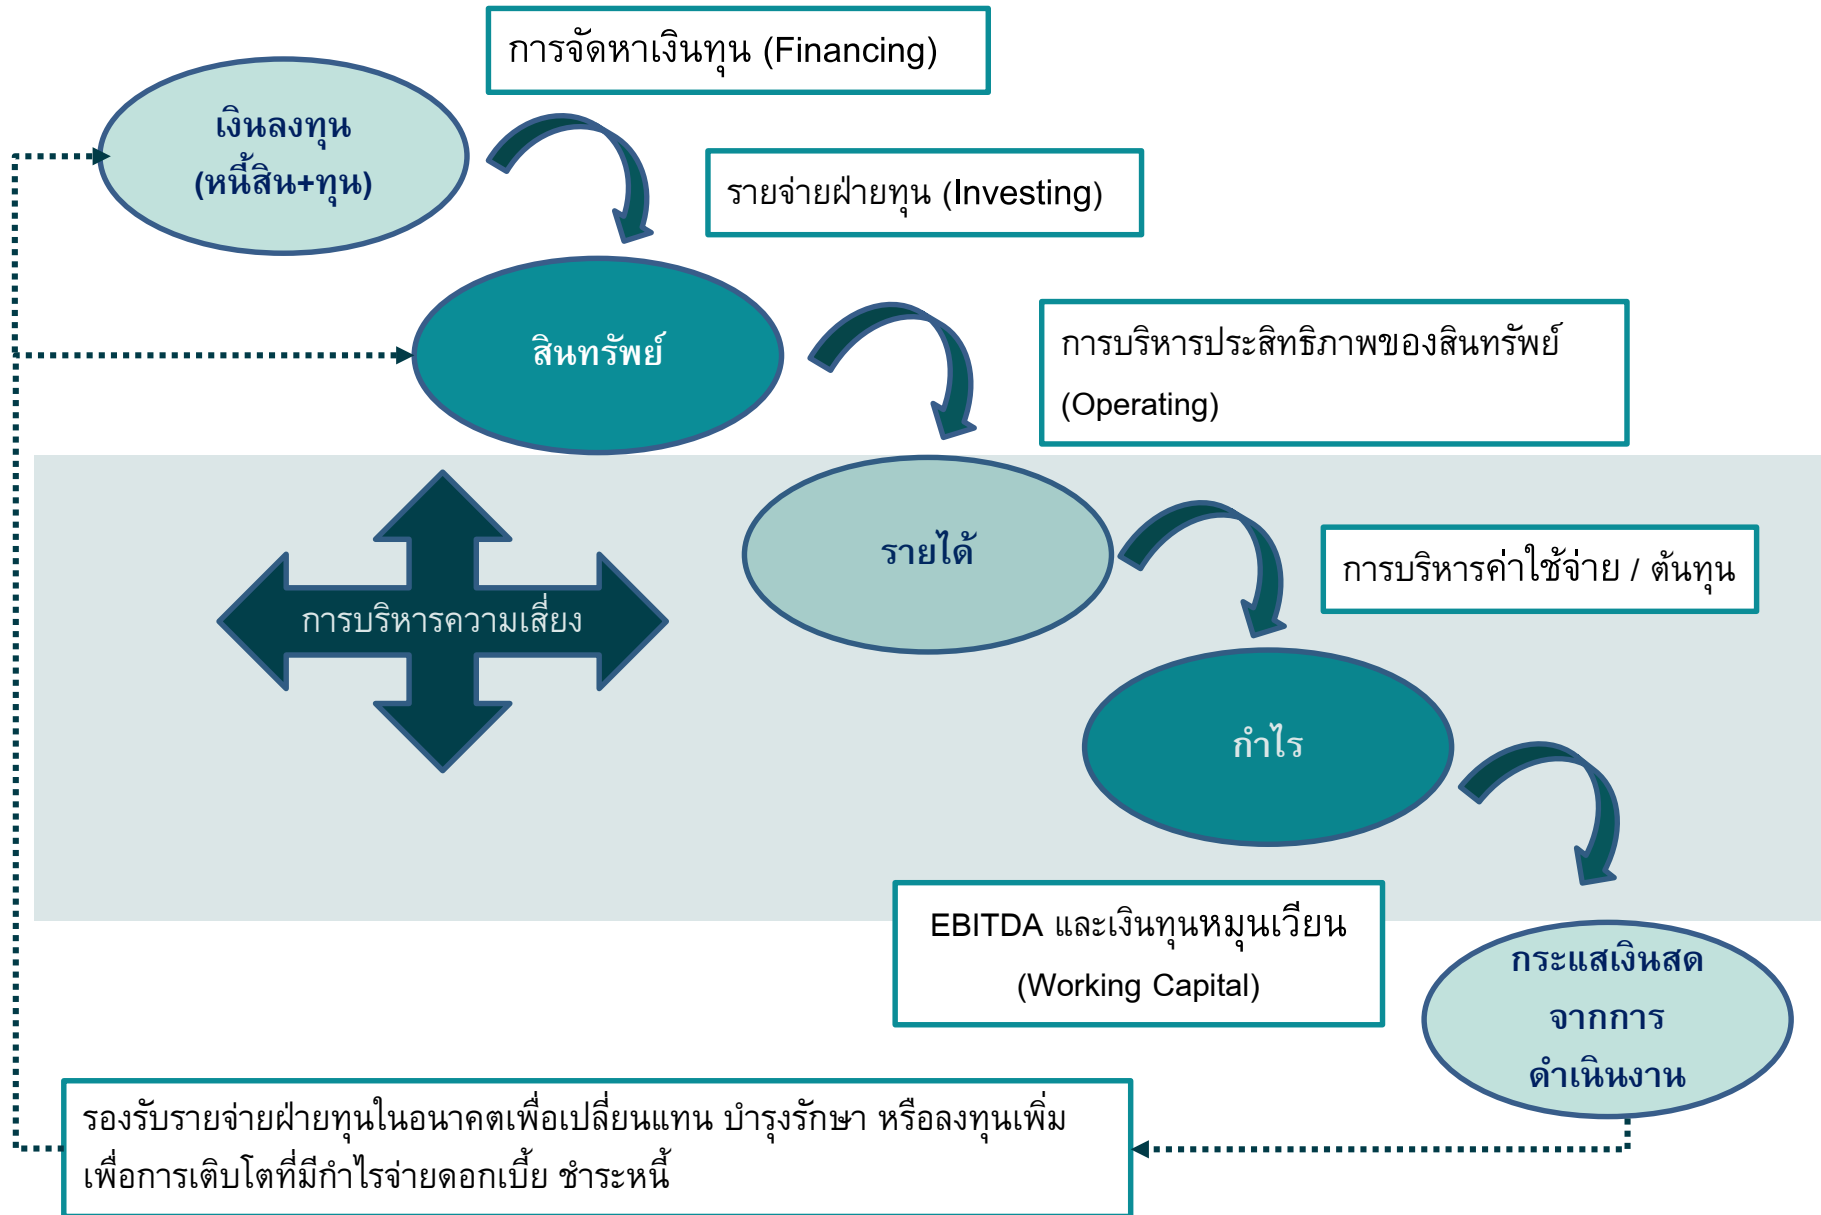 การจัดหาเงินทุน (Financing)
เงินลงทุน
(หนี้สิน+ทุน)
รายจ่ายฝ่ายทุน (Investing)
สินทรัพย์
การบริหารประสิทธิภาพของสินทรัพย์
(Operating)
รายได้
การบริหารค่าใช้จ่าย / ต้นทุน
การบริหารความเสี่ยง
กำไร
EBITDA และเงินทุนหมุนเวียน
(Working Capital)
กระแสเงินสด
จากการ
ดำเนินงาน
รองรับรายจ่ายฝ่ายทุนในอนาคตเพื่อเปลี่ยนแทน บำรุงรักษา หรือลงทุนเพิ่ม
เพื่อการเติบโตที่มีกำไรจ่ายดอกเบี้ย ชำระหนี้